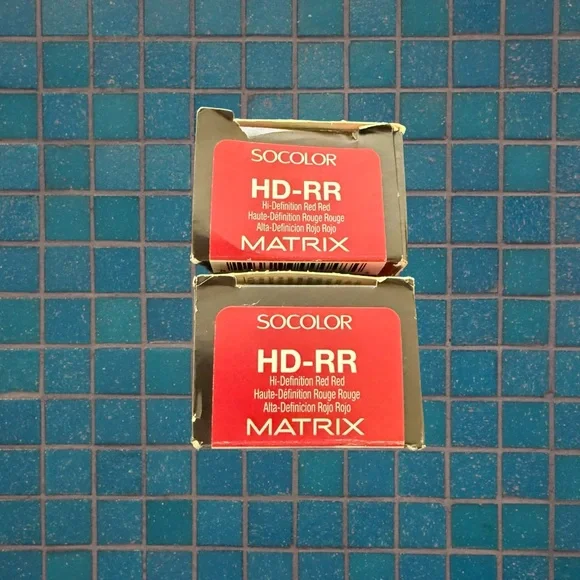 SOCOLOR
HD-RR
Hi-Definition Red Red
Haute-Définition Rouge Rouge
Alta-Definicion Rojo Rojo
MATRIX
SOCOLOR
HD-RR
Hi-Definition Red Red
Haute-Définition Rouge Rouge
Alta-Definicion Rojo Rojo
MATRIX